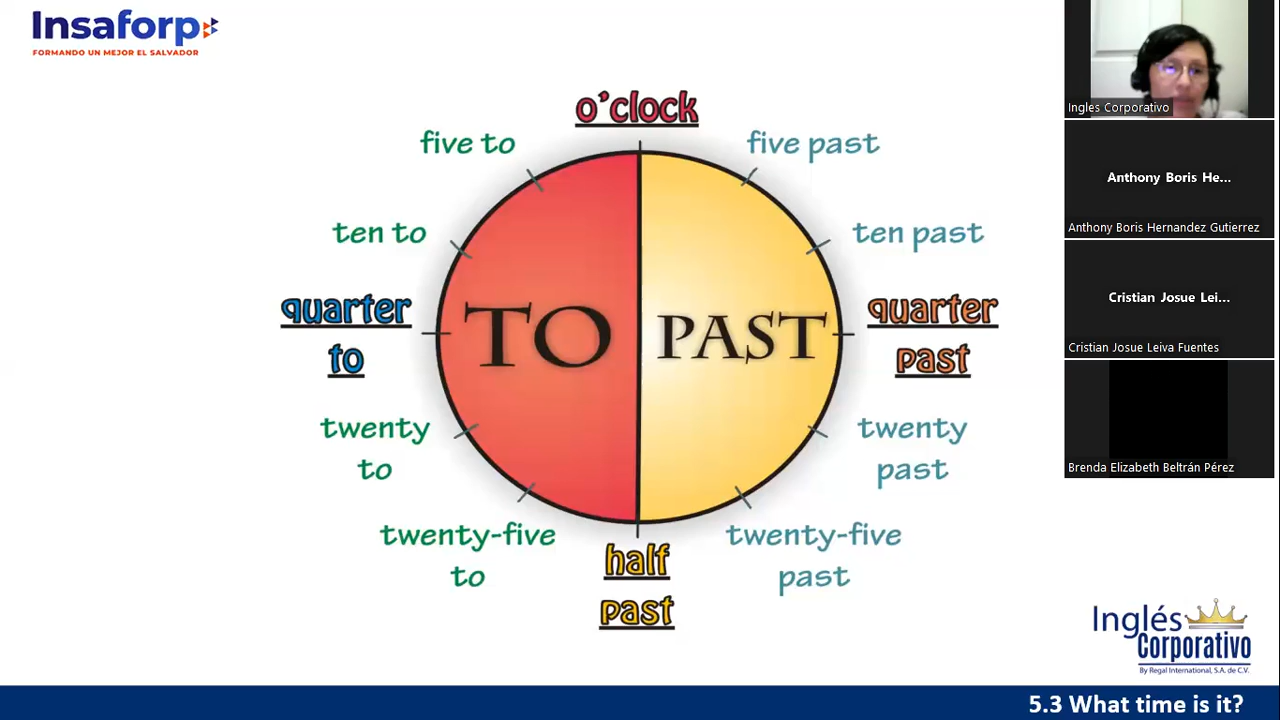 Insaforp
FORMANDO UN MEJOR EL SALVADOR
o'clock
five to
five past
ten to
ten past
quarter
to
quarter
past
TO
PAST
twenty
to
twenty
past
twenty-five
to
twenty-five
past
half
past
Ingles Corporativo
Anthony Boris He...
Anthony Boris Hernandez Gutierrez
Cristian Josue Lei...
Cristian Josue Leiva Fuentes
Brenda Elizabeth Beltrán Pérez
Inglés
Corporativo
By Regal International, S.A. de C.V.
5.3 What time is it?